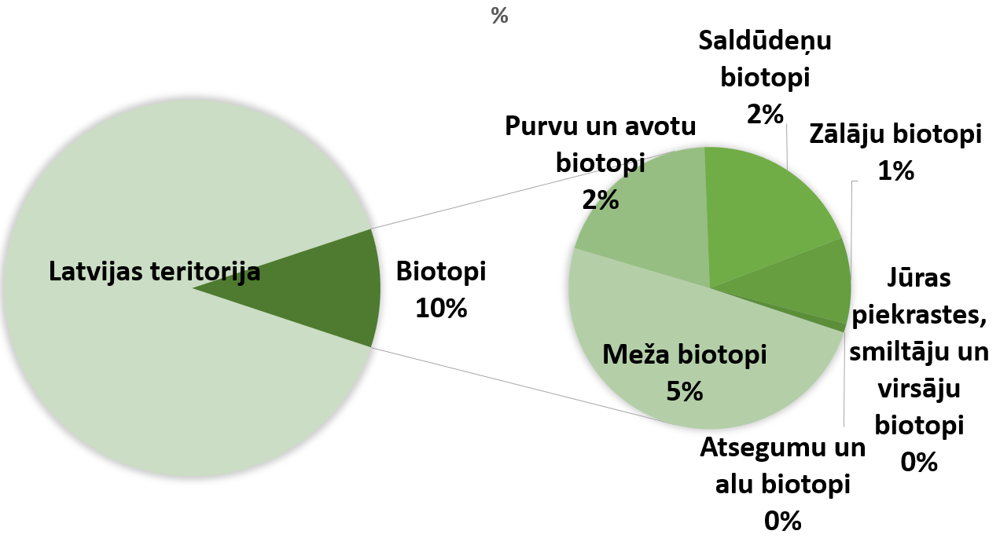 %
Saldūdeņu
biotopi
2%
Purvu un avotu
biotopi
2%
Zālāju biotopi
1%
Latvijas teritorija
Biotopi
10%
Jūras
piekrastes,
smiltāju un
virsāju
biotopi
0%
Meža biotopi
5%
Atsegumu un
alu biotopi
0%